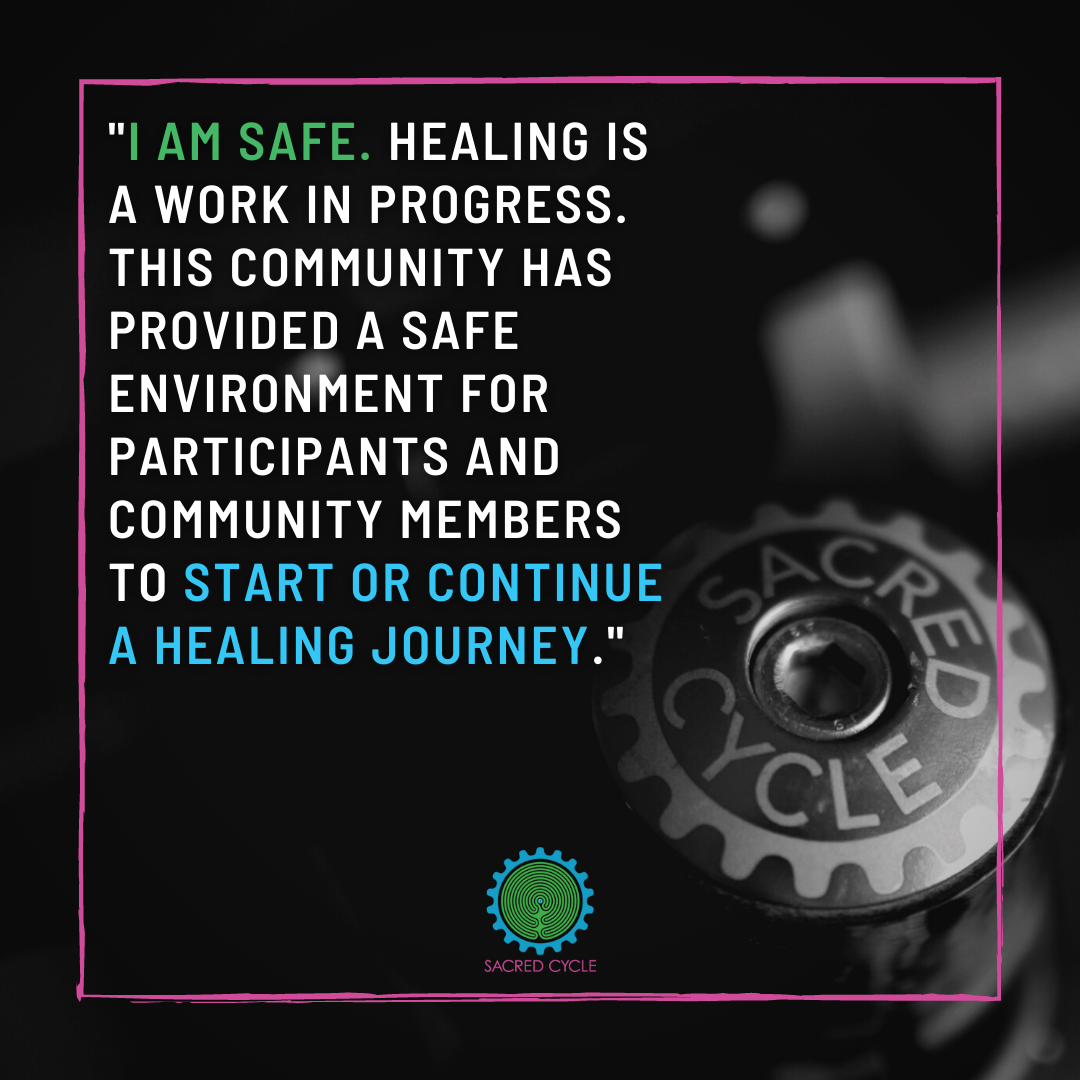 "I AM SAFE. HEALING IS
A WORK IN PROGRESS.
THIS COMMUNITY HAS
PROVIDED A SAFE
ENVIRONMENT FOR
PARTICIPANTS AND
COMMUNITY MEMBERS
TO START OR CONTINUE
A HEALING JOURNEY."
SACRED
CYCLE
SACRED CYCLE